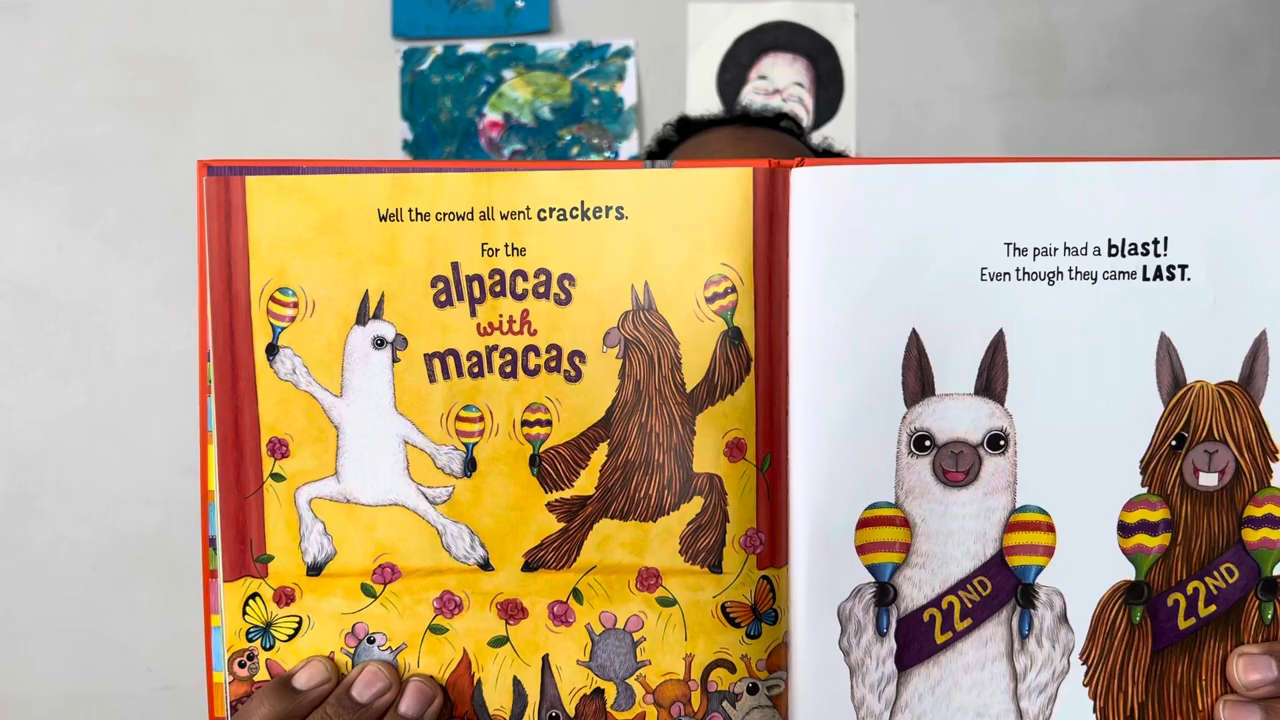 Well the crowd all went crackers.
For the
alpacas
with
maracas
The pair had a blast!
Even though they came LAST.
22ND
22ND